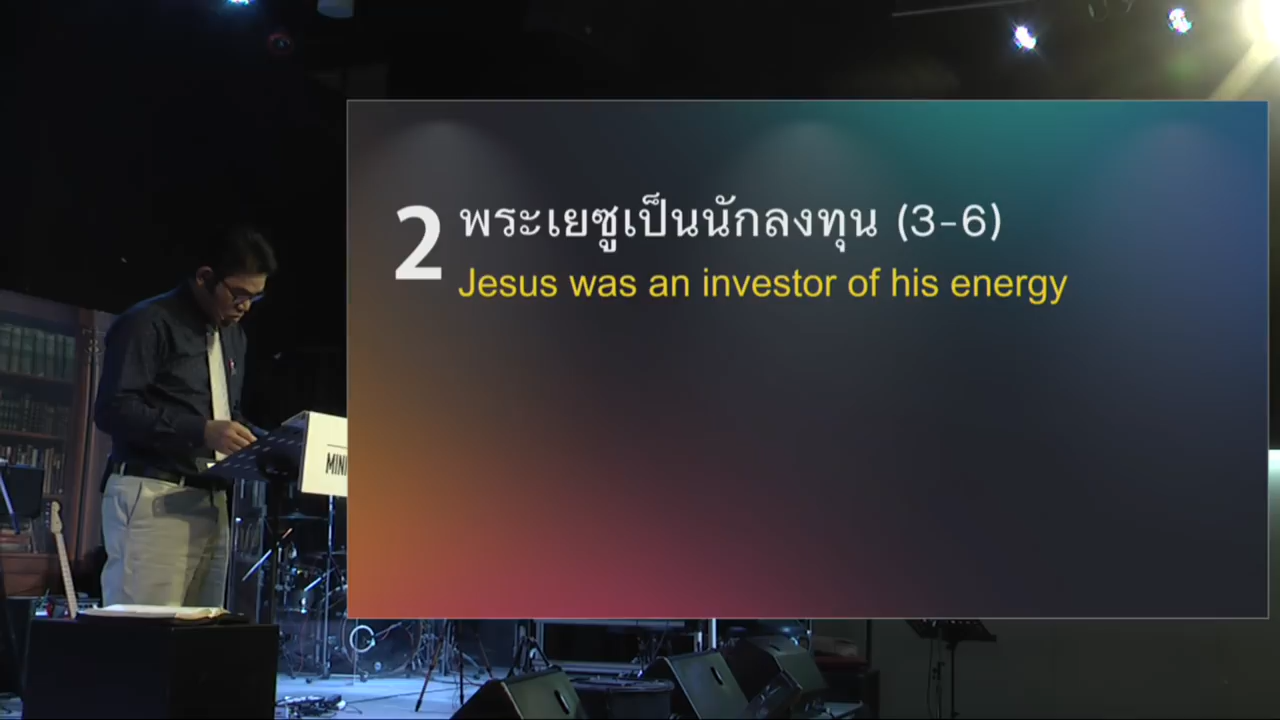 2
พระเยซูเป็นนักลงทุน (3-6)
Jesus was an investor of his energy
MINI